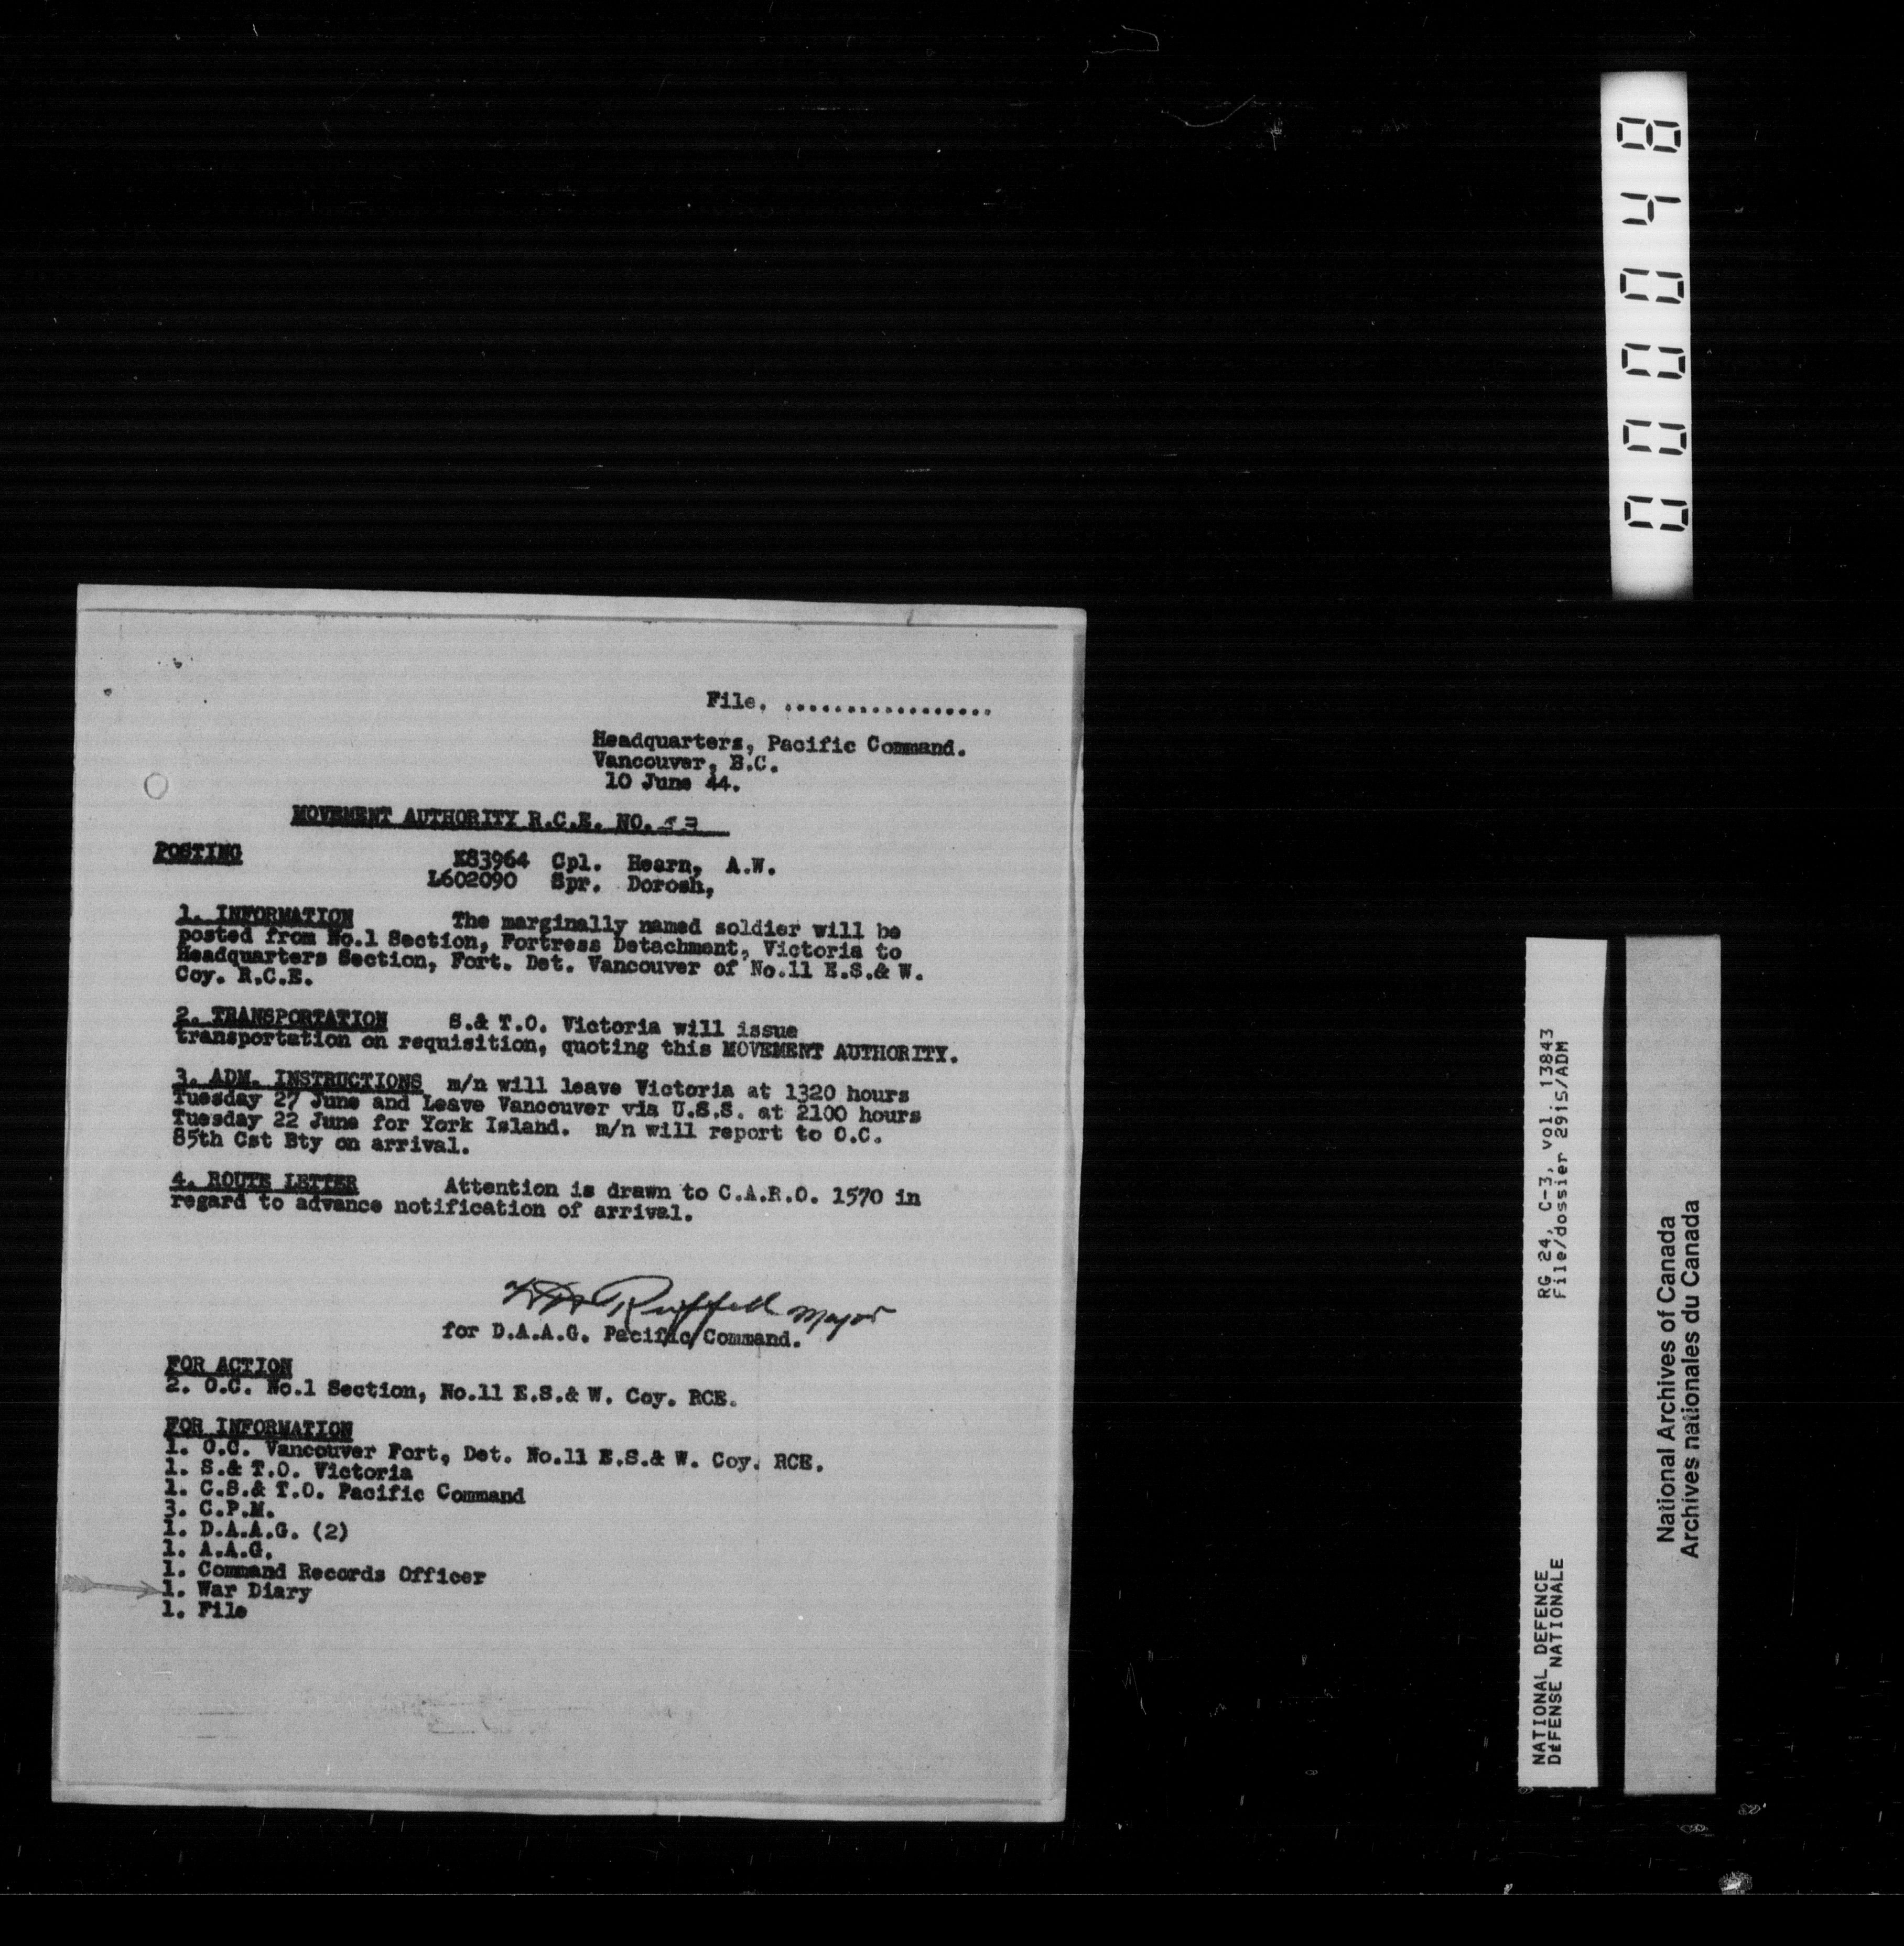 File. .................
Headquarters, Pacific Command.
Vancouver, B.C.
10 June 44.
MOVEMENT AUTHORITY R.C.E. NO.
POSTING
K83964 Cpl. Hearn, A.W.
L602090 Spr. Dorosh,
1. INFORMATION The marginally named soldier will be
posted from No.1 Section, Fortress Detachment, Victoria to
Headquarters Section, Fort. Det. Vancouver of No.11 E.S.& W.
Coy. R.C.E.
2. TRANSPORTATION S.& T.O. Victoria will issue
transportation on requisition, quoting this MOVEMENT AUTHORITY.
3. ADM. INSTRUCTIONS m/n will leave Victoria at 1320 hours
Tuesday 27 June and Leave Vancouver via U.S.S. at 2100 hours
Tuesday 22 June for York Island. m/n will report to O.C.
85th Cst Bty on arrival.
4. ROUTE LETTER Attention is drawn to C.A.R.O. 1570 in
regard to advance notification of arrival.
Ruffell Major
for D.A.A.G. Pacific Command.
FOR ACTION
2. O.C. No.1 Section, No.11 E.S.& W. Coy. RCE.
FOR INFORMATION
1. O.C. Vancouver Fort, Det. No.11 E.S.& W. Coy. RCE.
1. S.& T.O. Victoria
1. C.S.& T.O. Pacific Command
3. C.P.M.
1. D.A.A.G. (2)
1. A.A.G.
1. Command Records Officer
1. War Diary
1. File
000048
RG 24, C-3, vol. 13843
File/dossier 2915/ADM
NATIONAL DEFENCE
DÉFENSE NATIONALE
National Archives of Canada
Archives nationales du Canada